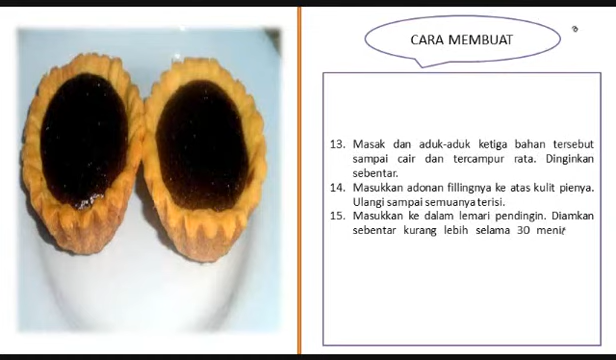 CARA MEMBUAT
13. Masak dan aduk-aduk ketiga bahan tersebut
sampai cair dan tercampur rata. Dinginkan
sebentar.
14. Masukkan adonan fillingnya ke atas kulit pienya.
Ulangi sampai semuanya terisi.
15. Masukkan ke dalam lemari pendingin. Diamkan
sebentar kurang lebih selama 30 menit